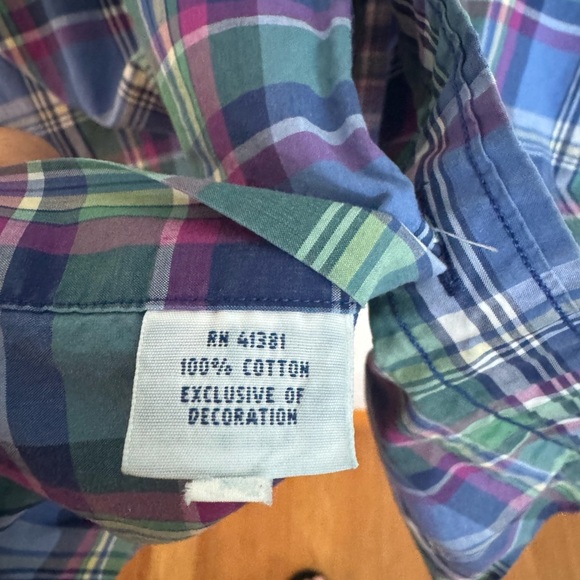 RN 41381
100% COTTON
EXCLUSIVE OF
DECORATION